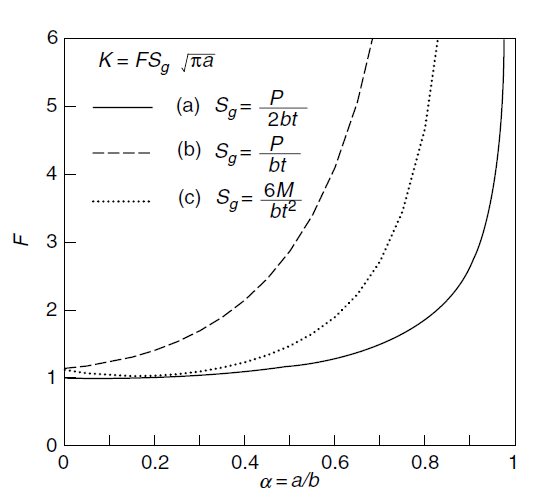 6
K = FS_g √πa
(a) S_g = P/2bt
5
(b) S_g = P/bt
4
(c) S_g = 6M/bt²
F
3
2
1
0
0 0.2 0.4 0.6 0.8 1
α = a/b